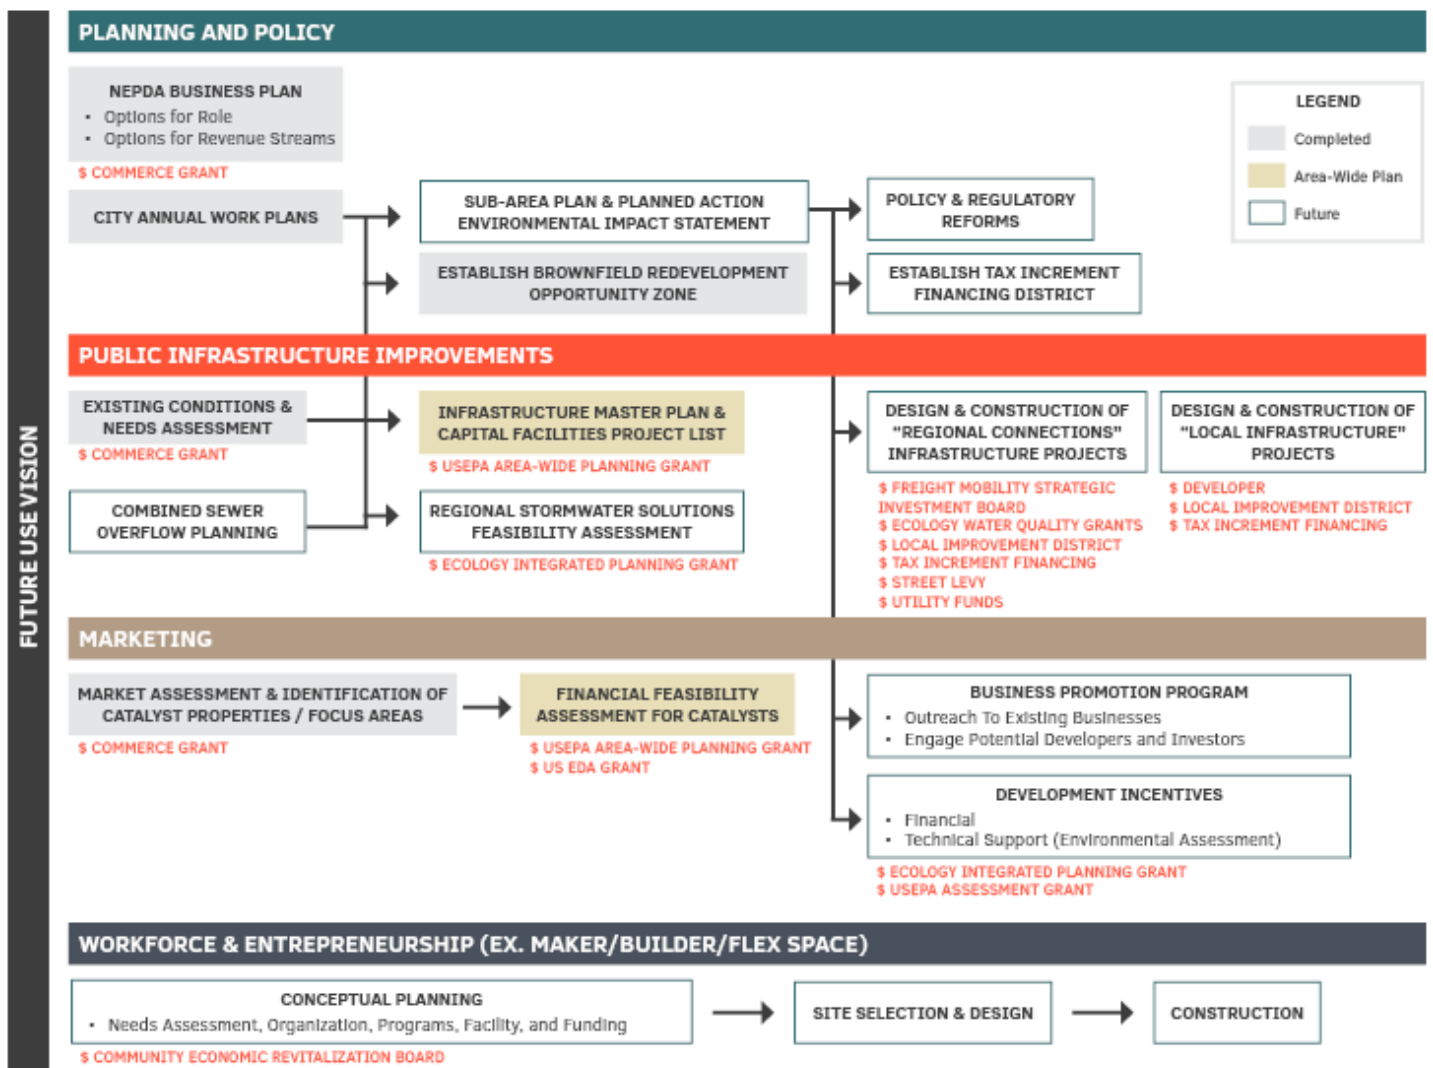 FUTURE USE VISION
PLANNING AND POLICY
NEPDA BUSINESS PLAN
• Options for Role
• Options for Revenue Streams
$ COMMERCE GRANT
CITY ANNUAL WORK PLANS
SUB-AREA PLAN & PLANNED ACTION
ENVIRONMENTAL IMPACT STATEMENT
ESTABLISH BROWNFIELD REDEVELOPMENT
OPPORTUNITY ZONE
POLICY & REGULATORY
REFORMS
ESTABLISH TAX INCREMENT
FINANCING DISTRICT
LEGEND
Completed
Area-Wide Plan
Future
PUBLIC INFRASTRUCTURE IMPROVEMENTS
EXISTING CONDITIONS &
NEEDS ASSESSMENT
$ COMMERCE GRANT
COMBINED SEWER
OVERFLOW PLANNING
INFRASTRUCTURE MASTER PLAN &
CAPITAL FACILITIES PROJECT LIST
$ USEPA AREA-WIDE PLANNING GRANT
REGIONAL STORMWATER SOLUTIONS
FEASIBILITY ASSESSMENT
$ ECOLOGY INTEGRATED PLANNING GRANT
DESIGN & CONSTRUCTION OF
“REGIONAL CONNECTIONS”
INFRASTRUCTURE PROJECTS
$ FREIGHT MOBILITY STRATEGIC
INVESTMENT BOARD
$ ECOLOGY WATER QUALITY GRANTS
$ LOCAL IMPROVEMENT DISTRICT
$ TAX INCREMENT FINANCING
$ STREET LEVY
$ UTILITY FUNDS
DESIGN & CONSTRUCTION OF
“LOCAL INFRASTRUCTURE”
PROJECTS
$ DEVELOPER
$ LOCAL IMPROVEMENT DISTRICT
$ TAX INCREMENT FINANCING
MARKETING
MARKET ASSESSMENT & IDENTIFICATION OF
CATALYST PROPERTIES / FOCUS AREAS
$ COMMERCE GRANT
FINANCIAL FEASIBILITY
ASSESSMENT FOR CATALYSTS
$ USEPA AREA-WIDE PLANNING GRANT
$ US EDA GRANT
BUSINESS PROMOTION PROGRAM
• Outreach To Existing Businesses
• Engage Potential Developers and Investors
DEVELOPMENT INCENTIVES
• Financial
• Technical Support (Environmental Assessment)
$ ECOLOGY INTEGRATED PLANNING GRANT
$ USEPA ASSESSMENT GRANT
WORKFORCE & ENTREPRENEURSHIP (EX. MAKER/BUILDER/FLEX SPACE)
CONCEPTUAL PLANNING
• Needs Assessment, Organization, Programs, Facility, and Funding
$ COMMUNITY ECONOMIC REVITALIZATION BOARD
SITE SELECTION & DESIGN
CONSTRUCTION